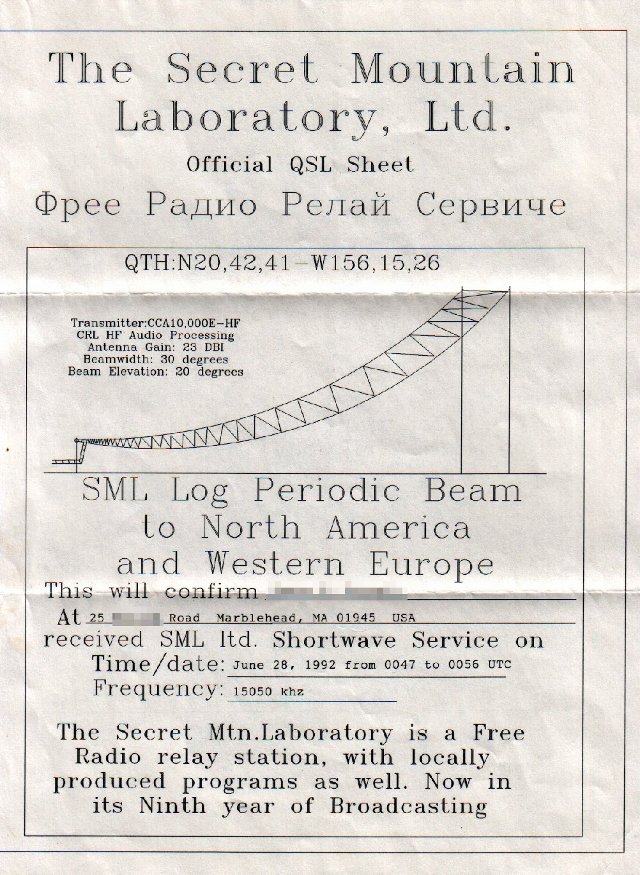 The Secret Mountain
Laboratory, Ltd.
Official QSL Sheet
Фрее Радио Релай Сервиче
QTH:N20,42,41-W156,15,26
Transmitter:CCA10,000E-HF
CRL HF Audio Processing
Antenna Gain: 23 DBI
Beamwidth: 30 degrees
Beam Elevation: 20 degrees
SML Log Periodic Beam
to North America
and Western Europe
This will confirm
At 25 Road Marblehead, MA 01945 USA
received SML ltd. Shortwave Service on
Time/date: June 28, 1992 from 0047 to 0056 UTC
Frequency: 15050 khz
The Secret Mtn.Laboratory is a Free
Radio relay station, with locally
produced programs as well. Now in
its Ninth year of Broadcasting